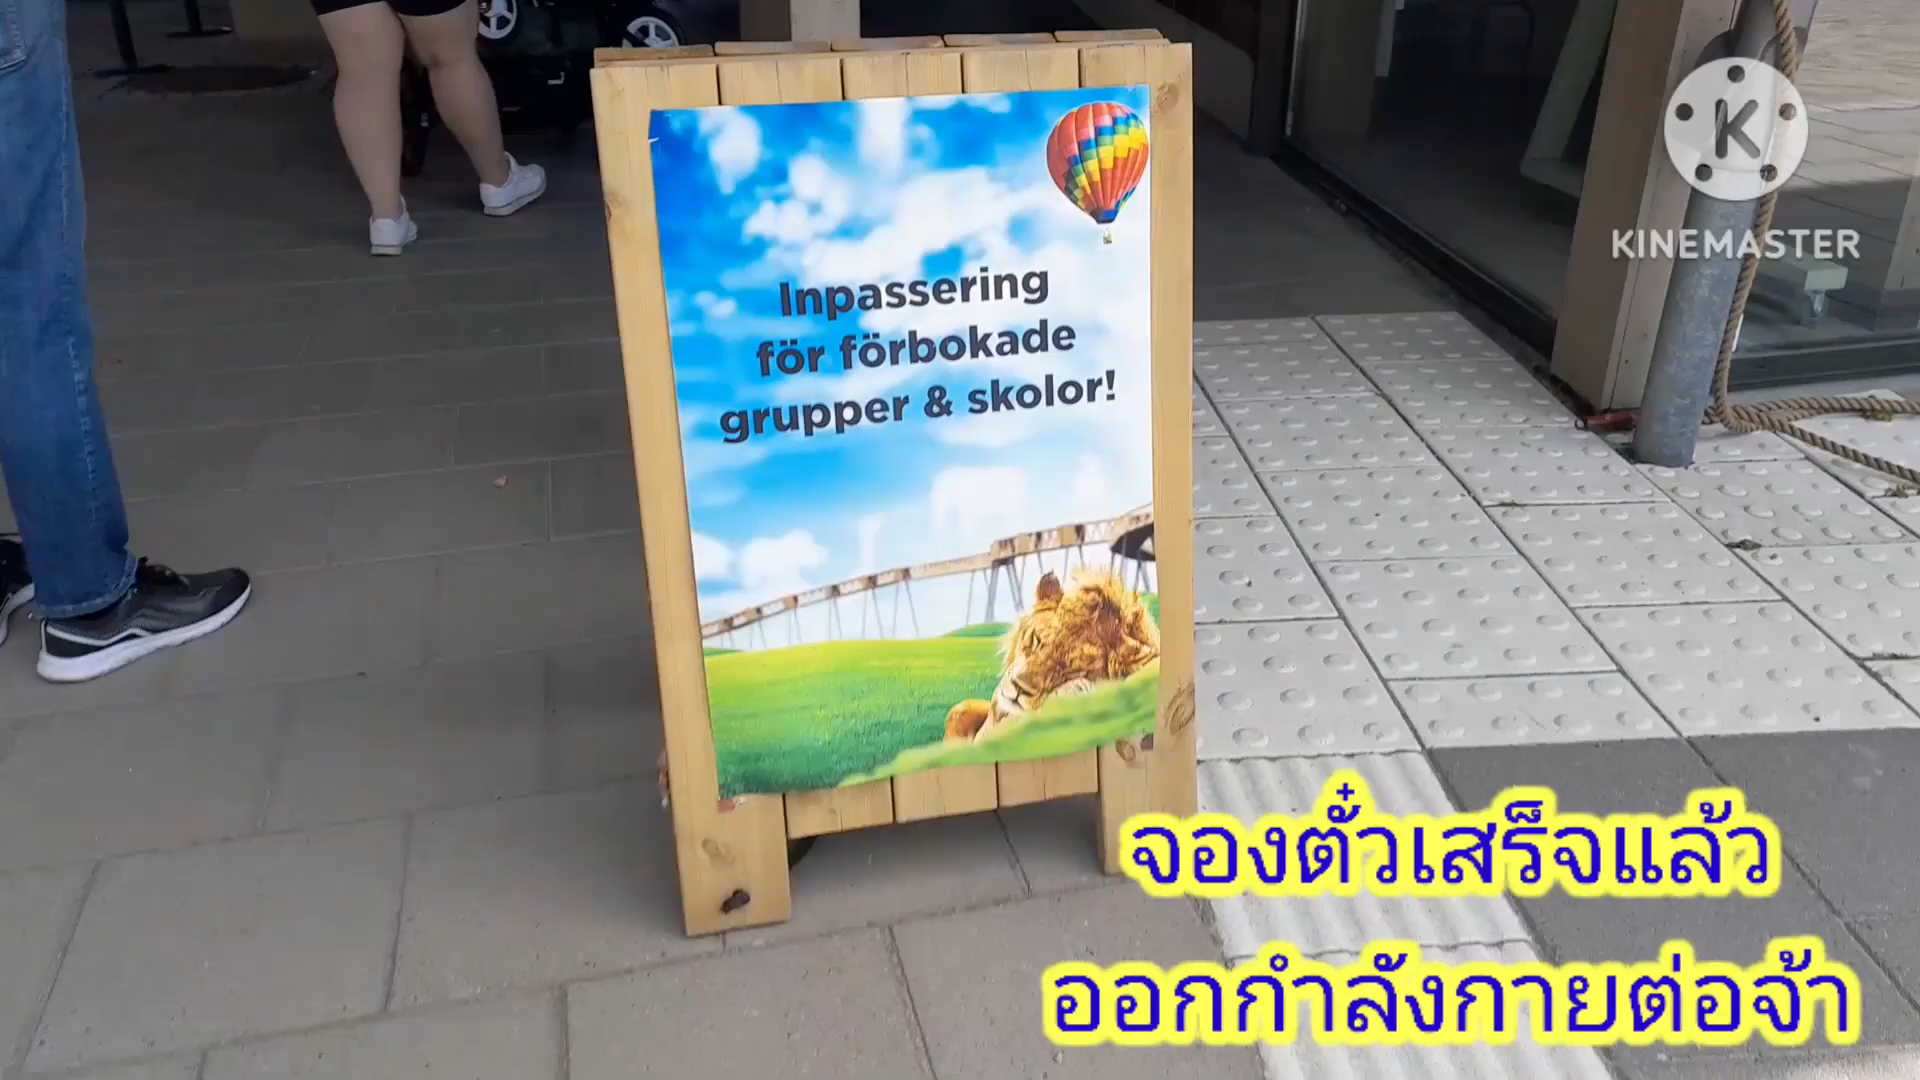 K
KINEMASTER
Inpassering
för förbokade
grupper & skolor!
จองตั๋วเสร็จแล้ว
ออกกำลังกายต่อจ้า